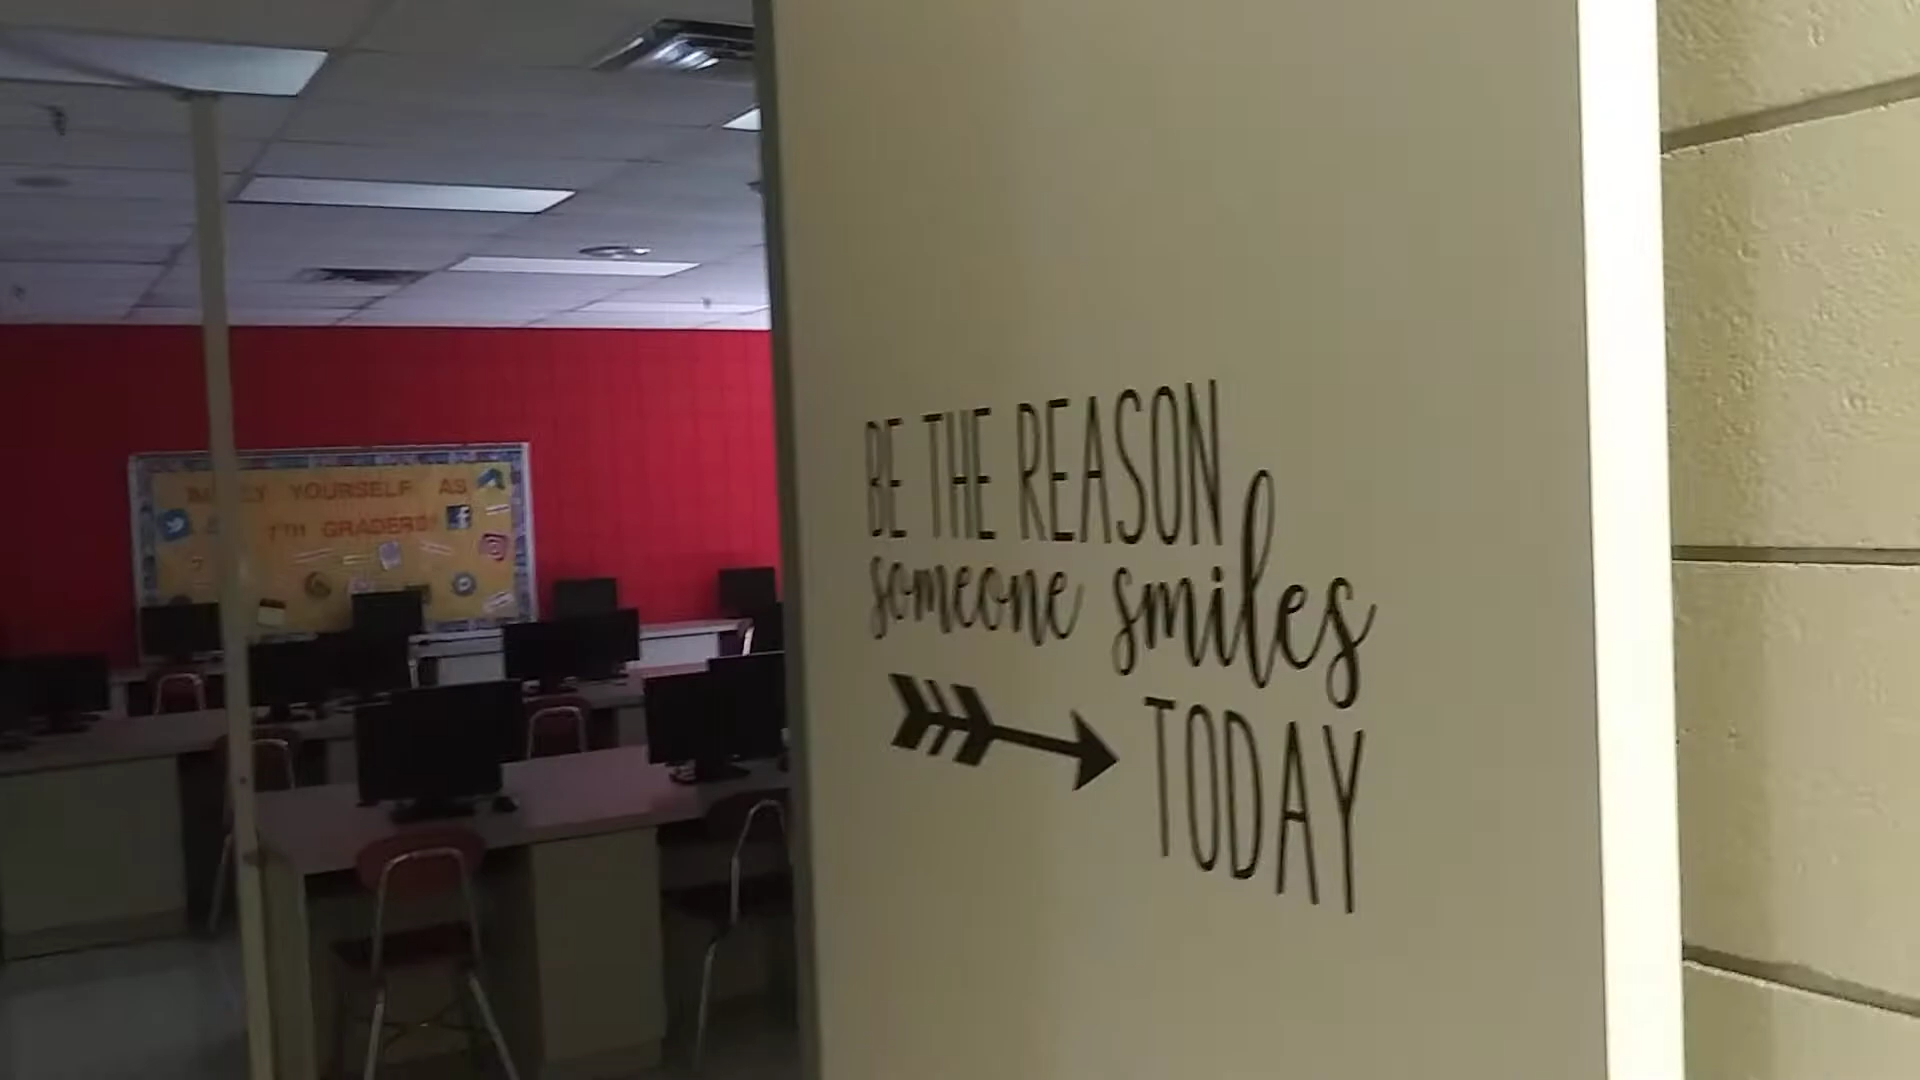 BE THE REASON
someone smiles
TODAY
YOURSELF AS
7TH GRADERS!